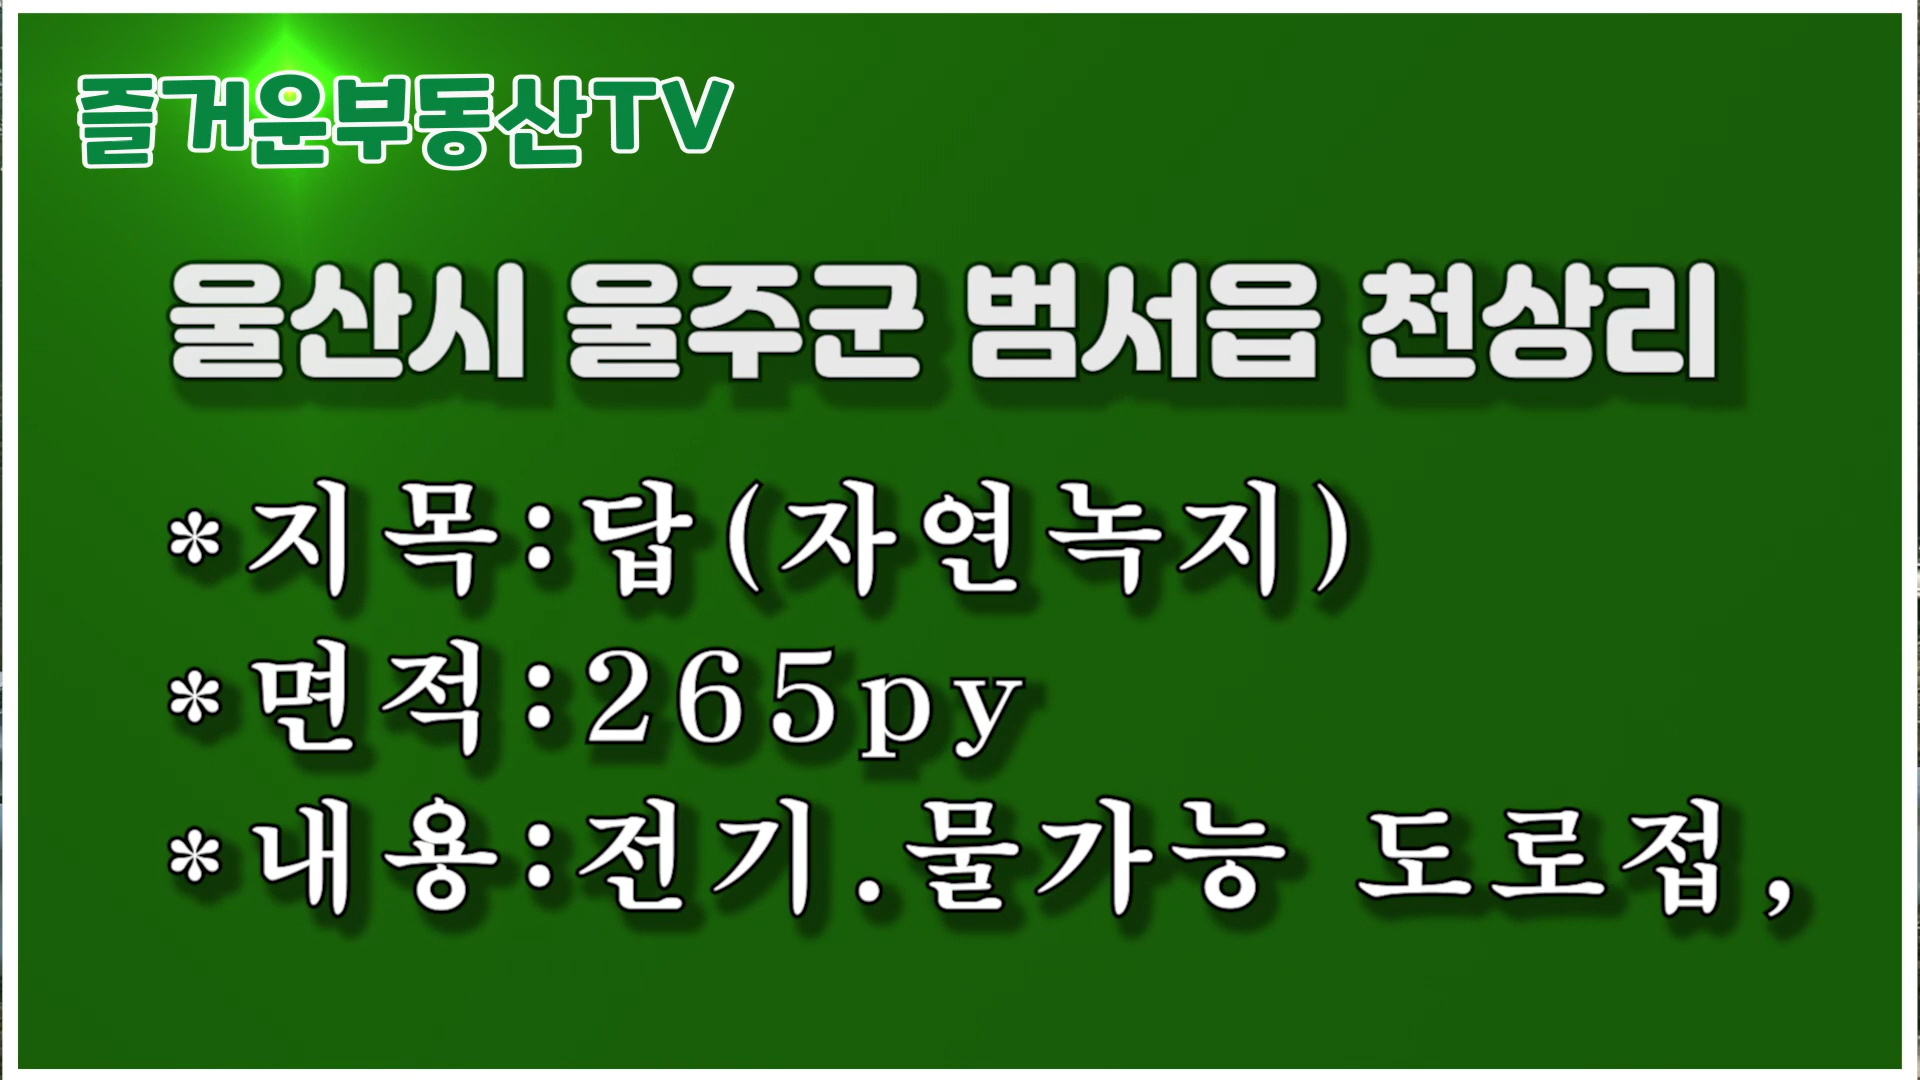 즐거운부동산TV
울산시 울주군 범서읍 천상리
*지목:답(자연녹지)
*면적:265py
*내용:전기.물가능 도로접,